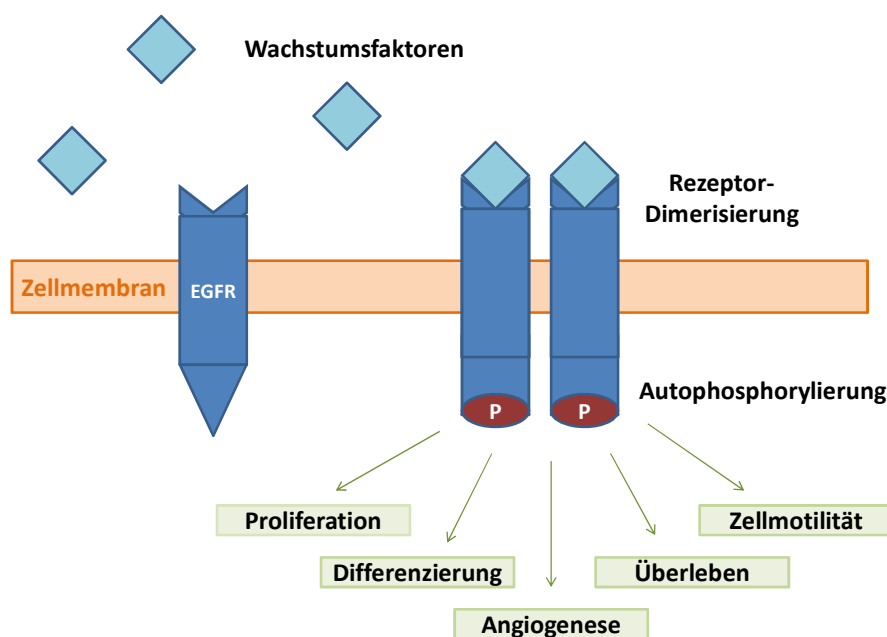 Wachstumsfaktoren
Rezeptor-
Dimerisierung
Zellmembran
EGFR
Autophosphorylierung
P
P
Proliferation
Zellmotilität
Differenzierung
Überleben
Angiogenese